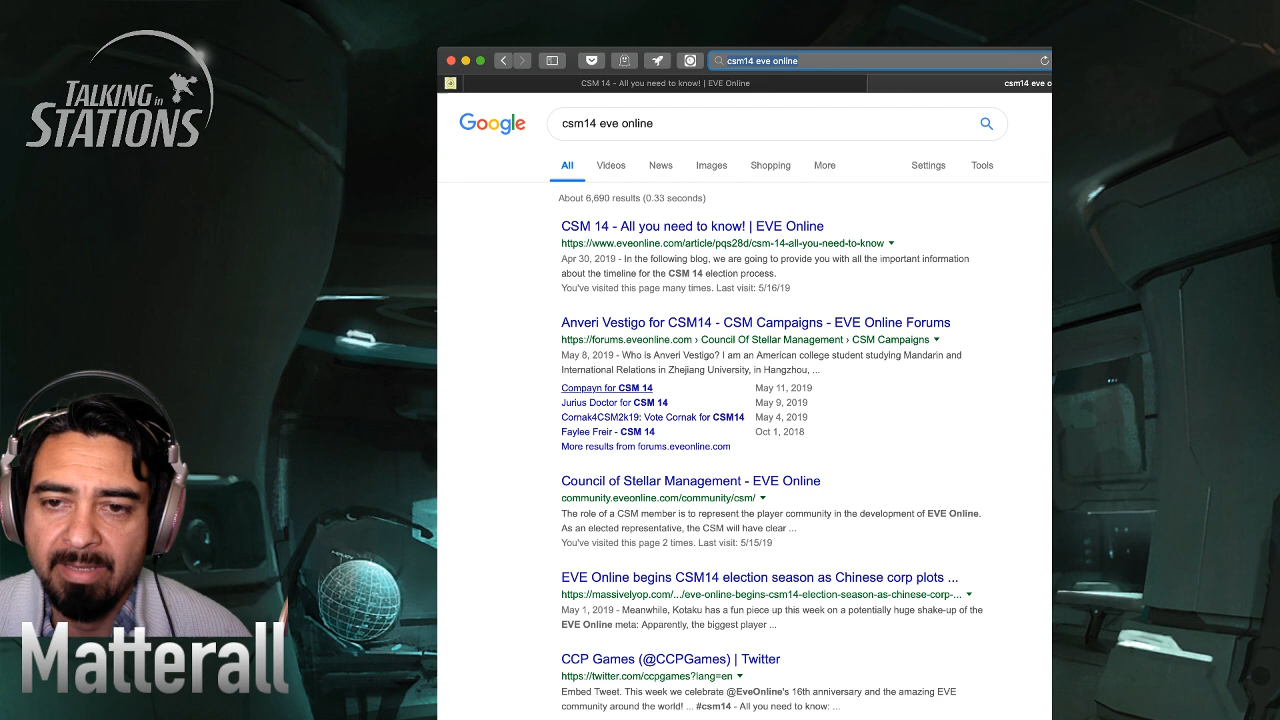 TALKING in
STATIONS
csm14 eve online
CSM 14 - All you need to know! | EVE Online
csm14 eve o
Google
csm14 eve online
All Videos News Images Shopping More Settings Tools
About 6,690 results (0.33 seconds)
CSM 14 - All you need to know! | EVE Online
https://www.eveonline.com/article/pqs28d/csm-14-all-you-need-to-know
Apr 30, 2019 - In the following blog, we are going to provide you with all the important information
about the timeline for the CSM 14 election process.
You've visited this page many times. Last visit: 5/16/19
Anveri Vestigo for CSM14 - CSM Campaigns - EVE Online Forums
https://forums.eveonline.com › Council Of Stellar Management › CSM Campaigns
May 8, 2019 - Who is Anveri Vestigo? I am an American college student studying Mandarin and
International Relations in Zhejiang University, in Hangzhou, ...
Compayn for CSM 14 May 11, 2019
Jurius Doctor for CSM 14 May 9, 2019
Cornak4CSM2k19: Vote Cornak for CSM14 May 4, 2019
Faylee Freir - CSM 14 Oct 1, 2018
More results from forums.eveonline.com
Council of Stellar Management - EVE Online
community.eveonline.com/community/csm/
The role of a CSM member is to represent the player community in the development of EVE Online.
As an elected representative, the CSM will have clear ...
You've visited this page 2 times. Last visit: 5/15/19
EVE Online begins CSM14 election season as Chinese corp plots ...
https://massivelyop.com/.../eve-online-begins-csm14-election-season-as-chinese-corp-...
May 1, 2019 - Meanwhile, Kotaku has a fun piece up this week on a potentially huge shake-up of the
EVE Online meta: Apparently, the biggest player ...
CCP Games (@CCPGames) | Twitter
https://twitter.com/ccpgames?lang=en
Embed Tweet. This week we celebrate @EveOnline's 16th anniversary and the amazing EVE
community around the world! ... #csm14 - All you need to know: ...
Matterall